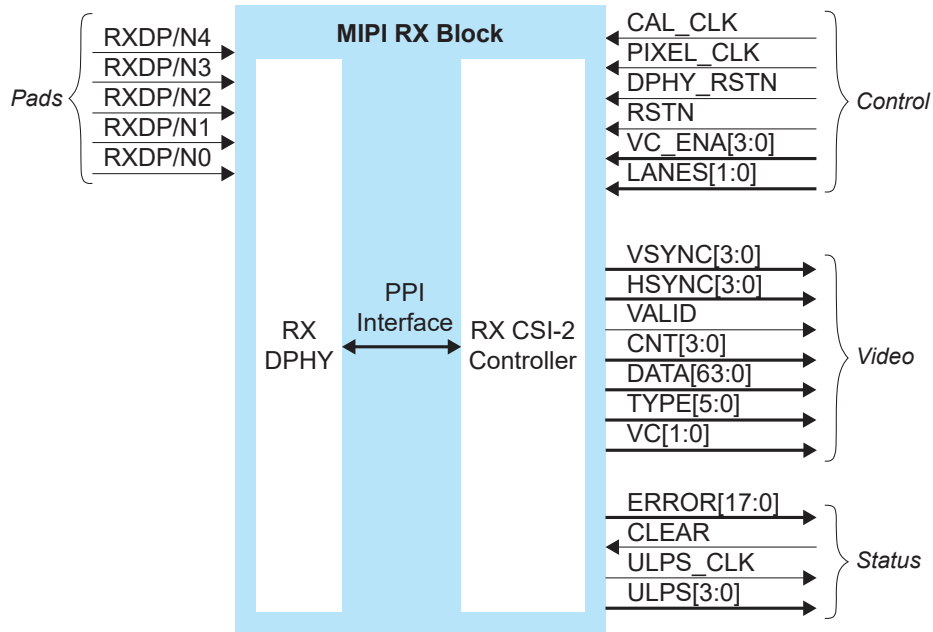 MIPI RX Block
Pads
RXDP/N4
RXDP/N3
RXDP/N2
RXDP/N1
RXDP/N0
RX
DPHY
PPI
Interface
RX CSI-2
Controller
CAL_CLK
PIXEL_CLK
DPHY_RSTN
RSTN
VC_ENA[3:0]
LANES[1:0]
Control
VSYNC[3:0]
HSYNC[3:0]
VALID
CNT[3:0]
DATA[63:0]
TYPE[5:0]
VC[1:0]
Video
ERROR[17:0]
CLEAR
ULPS_CLK
ULPS[3:0]
Status